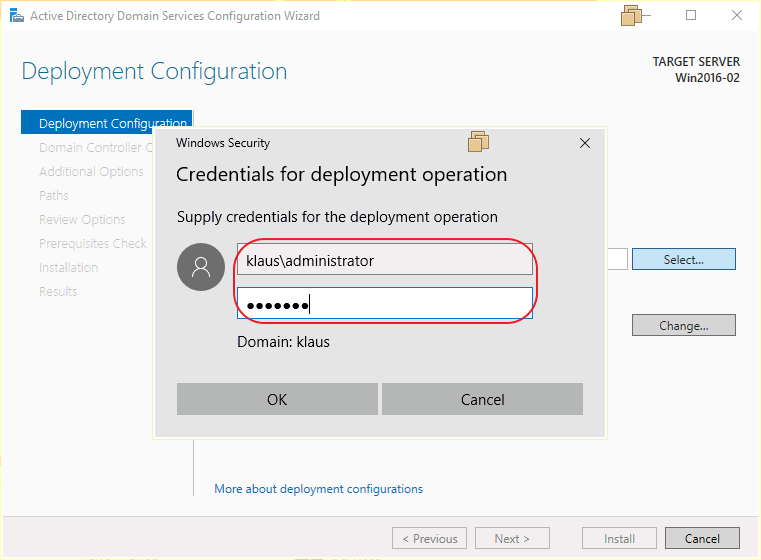 Active Directory Domain Services Configuration Wizard
Deployment Configuration
TARGET SERVER
Win2016-02
Deployment Configuration
Domain Controller
Additional Options
Paths
Review Options
Prerequisites Check
Installation
Results
Windows Security
Credentials for deployment operation
Supply credentials for the deployment operation
klaus\administrator
●●●●●●●
Domain: klaus
OK
Cancel
Select...
Change...
More about deployment configurations
< Previous
Next >
Install
Cancel